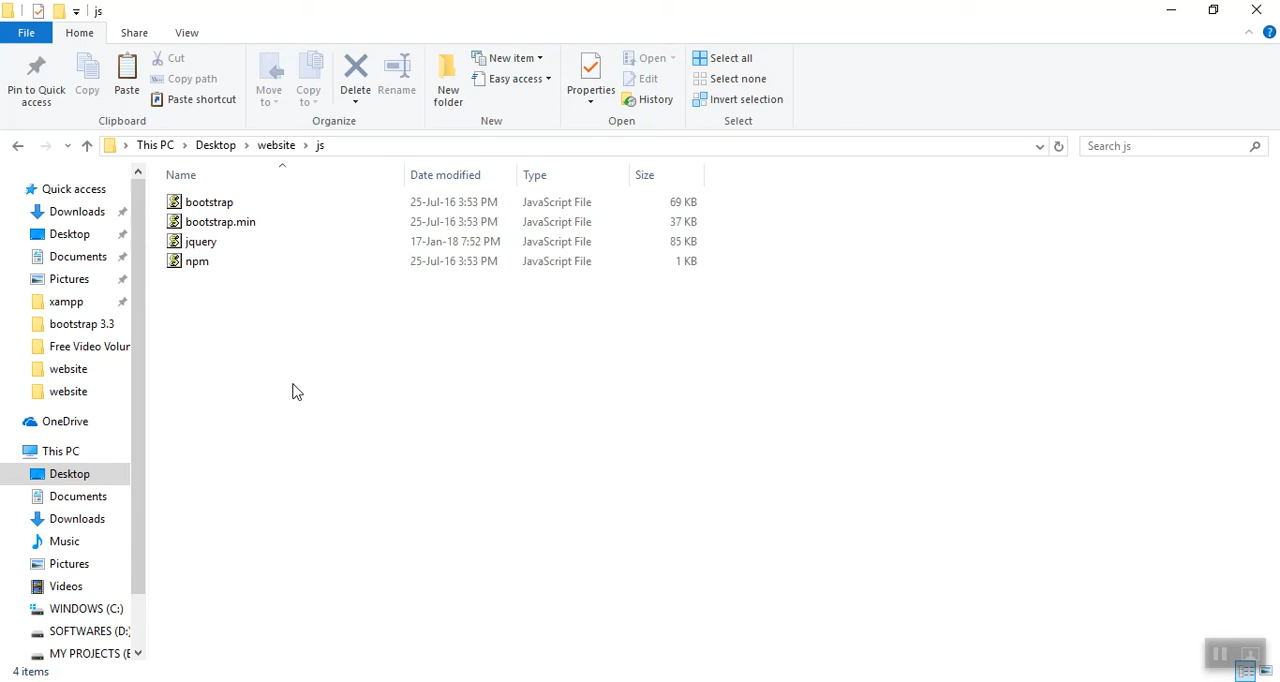 js
File Home Share View
Pin to Quick access
Copy
Paste
Cut
Copy path
Paste shortcut
Clipboard
Move to
Copy to
Delete
Rename
Organize
New folder
New item
Easy access
New
Properties
Open
Edit
History
Open
Select all
Select none
Invert selection
Select
This PC > Desktop > website > js
Search js
Quick access
Downloads
Desktop
Documents
Pictures
xampp
bootstrap 3.3
Free Video Volur
website
website
OneDrive
This PC
Desktop
Documents
Downloads
Music
Pictures
Videos
WINDOWS (C:)
SOFTWARES (D:)
MY PROJECTS (E
Name Date modified Type Size
bootstrap 25-Jul-16 3:53 PM JavaScript File 69 KB
bootstrap.min 25-Jul-16 3:53 PM JavaScript File 37 KB
jquery 17-Jan-18 7:52 PM JavaScript File 85 KB
npm 25-Jul-16 3:53 PM JavaScript File 1 KB
4 items